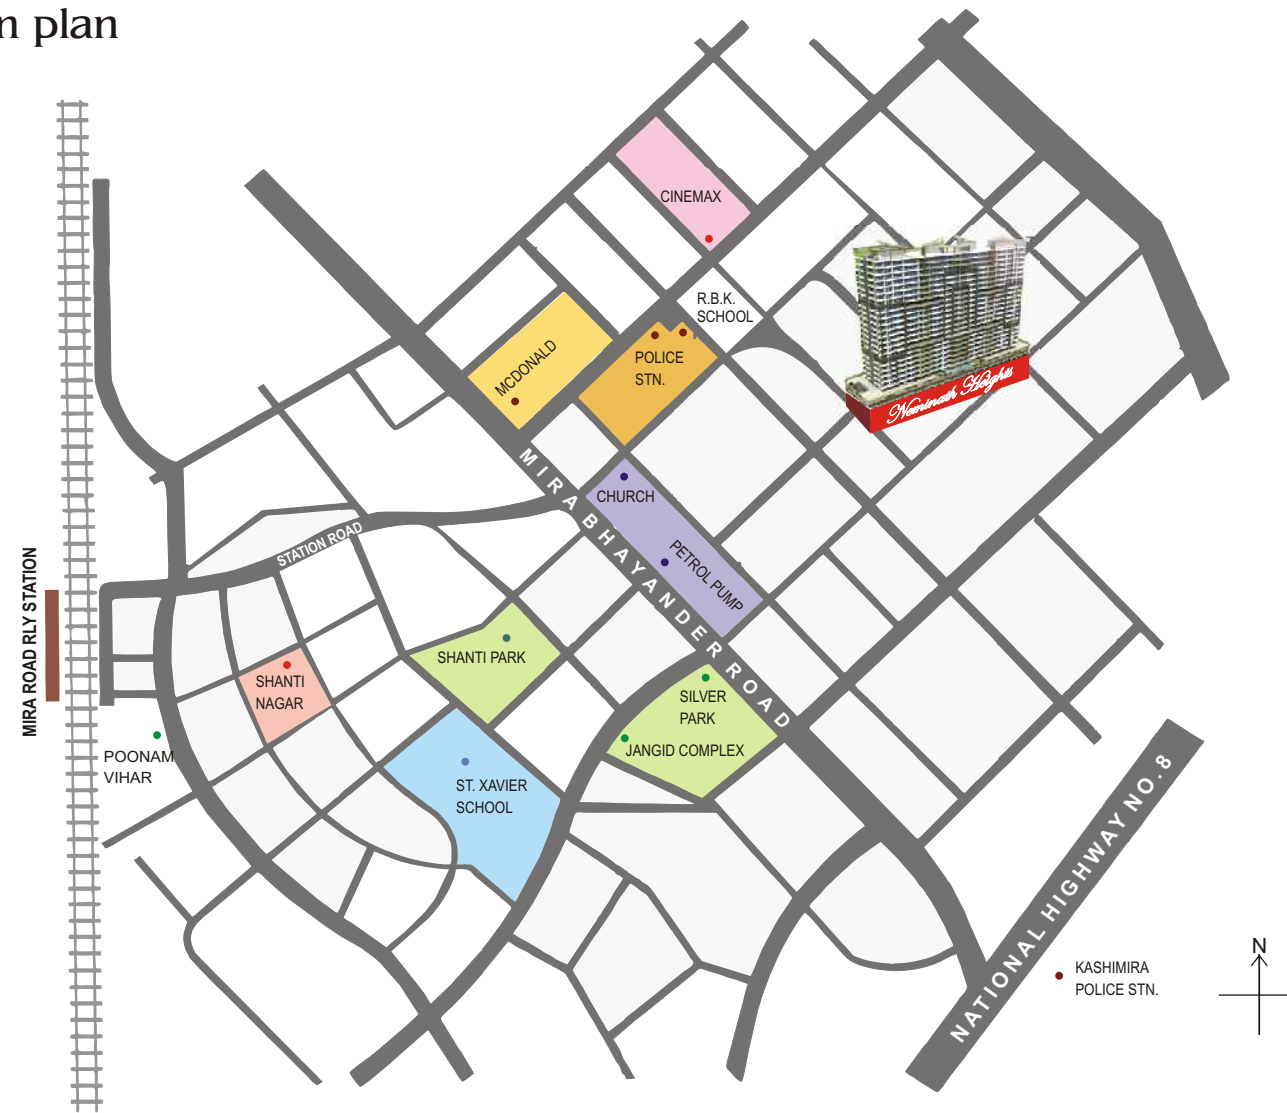 n plan
CINEMAX
R.B.K.
SCHOOL
MCDONALD
POLICE
STN.
Neminath Heights
MIRA BHAYANDER ROAD
CHURCH
PETROL PUMP
STATION ROAD
MIRA ROAD RLY STATION
SHANTI PARK
SHANTI
NAGAR
SILVER
PARK
JANGID COMPLEX
POONAM
VIHAR
ST. XAVIER
SCHOOL
NATIONAL HIGHWAY NO. 8
KASHIMIRA
POLICE STN.
N